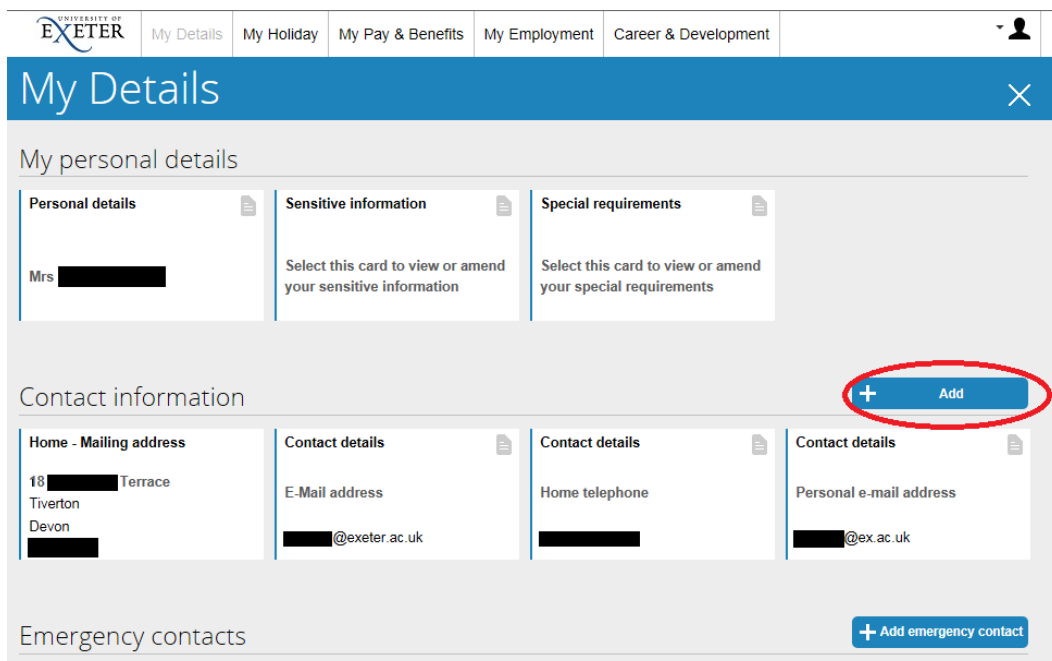 UNIVERSITY OF
EXETER
My Details
My Holiday
My Pay & Benefits
My Employment
Career & Development
My Details
My personal details
Personal details
Mrs
Sensitive information
Select this card to view or amend
your sensitive information
Special requirements
Select this card to view or amend
your special requirements
Contact information
Add
Home - Mailing address
18 Terrace
Tiverton
Devon
Contact details
E-Mail address
@exeter.ac.uk
Contact details
Home telephone
Contact details
Personal e-mail address
@ex.ac.uk
Emergency contacts
Add emergency contact